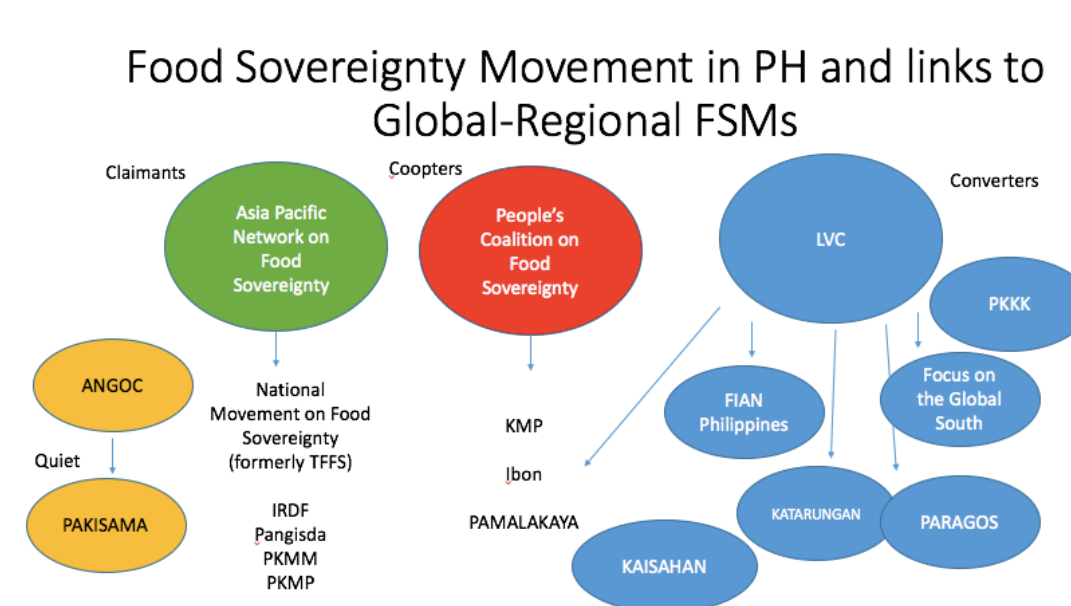 Food Sovereignty Movement in PH and links to
Global-Regional FSMs
Claimants
Asia Pacific
Network on
Food
Sovereignty
Coopters
People’s
Coalition on
Food
Sovereignty
LVC
Converters
PKKK
ANGOC
Quiet
PAKISAMA
National
Movement on Food
Sovereignty
(formerly TFFS)
IRDF
Pangisda
PKMM
PKMP
KMP
Ibon
PAMALAKAYA
FIAN
Philippines
Focus on
the Global
South
KAISAHAN
KATARUNGAN
PARAGOS